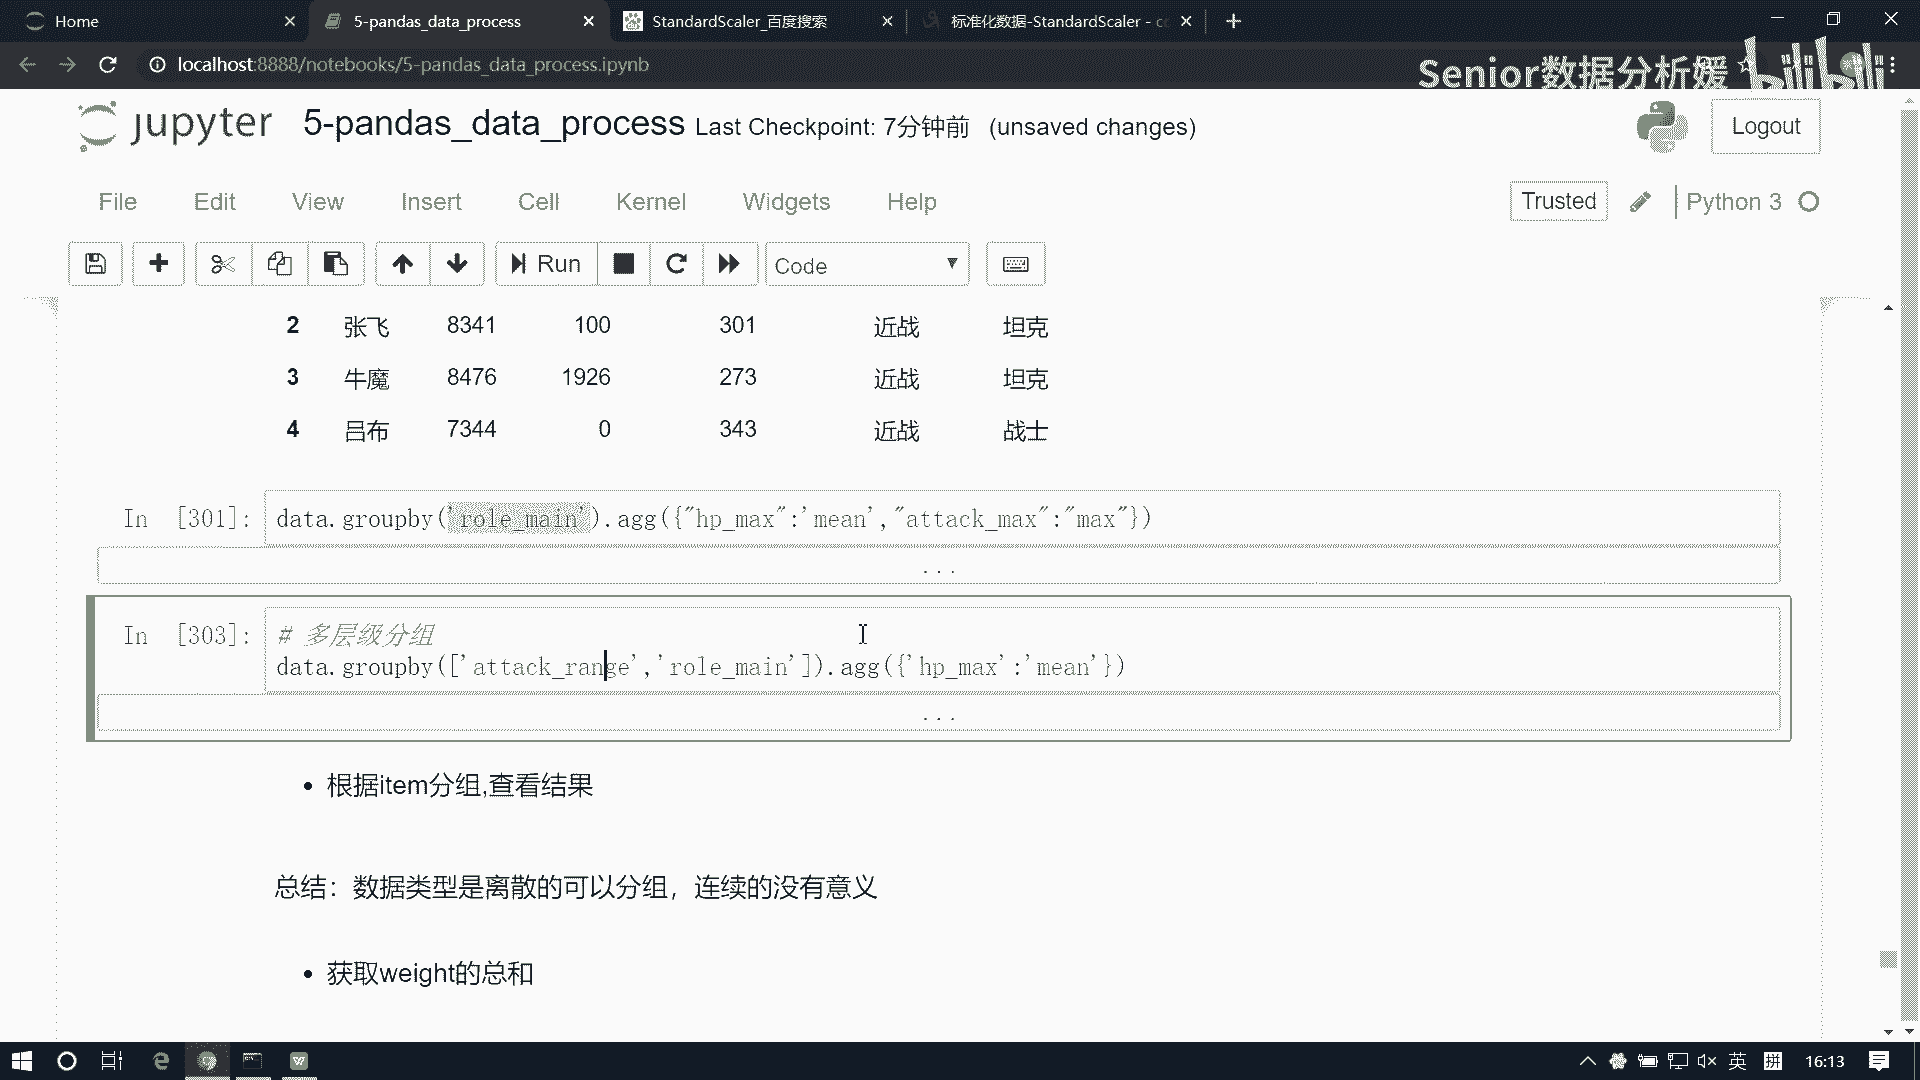 Home
5-pandas_data_process
StandardScaler_百度搜索
标准化数据-StandardScaler - cc
localhost:8888/notebooks/5-pandas_data_process.ipynb
Senior数据分析媛
bilibili
jupyter 5-pandas_data_process Last Checkpoint: 7分钟前 (unsaved changes)
Logout
File Edit View Insert Cell Kernel Widgets Help
Trusted
Python 3
Run
Code
2 张飞 8341 100 301 近战 坦克
3 牛魔 8476 1926 273 近战 坦克
4 吕布 7344 0 343 近战 战士
In [301]: data.groupby('role_main').agg({"hp_max":'mean',"attack_max":"max"})
...
In [303]: # 多层级分组
data.groupby(['attack_range','role_main']).agg({'hp_max':'mean'})
...
• 根据item分组,查看结果
总结：数据类型是离散的可以分组，连续的没有意义
• 获取weight的总和
英
拼
16:13